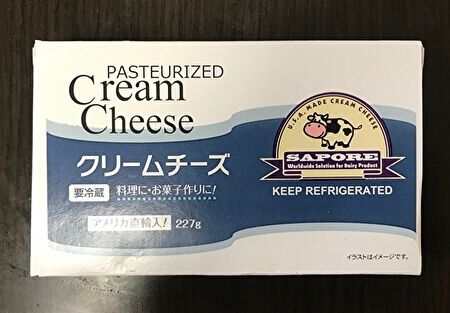 PASTEURIZED
Cream
Cheese
クリームチーズ
要冷蔵 料理に・お菓子作りに!
アメリカ直輸入! 227g
U.S.A. MADE CREAM CHEESE
SAPORE
Worldwide Solution for Dairy Product
KEEP REFRIGERATED
イラストはイメージです。